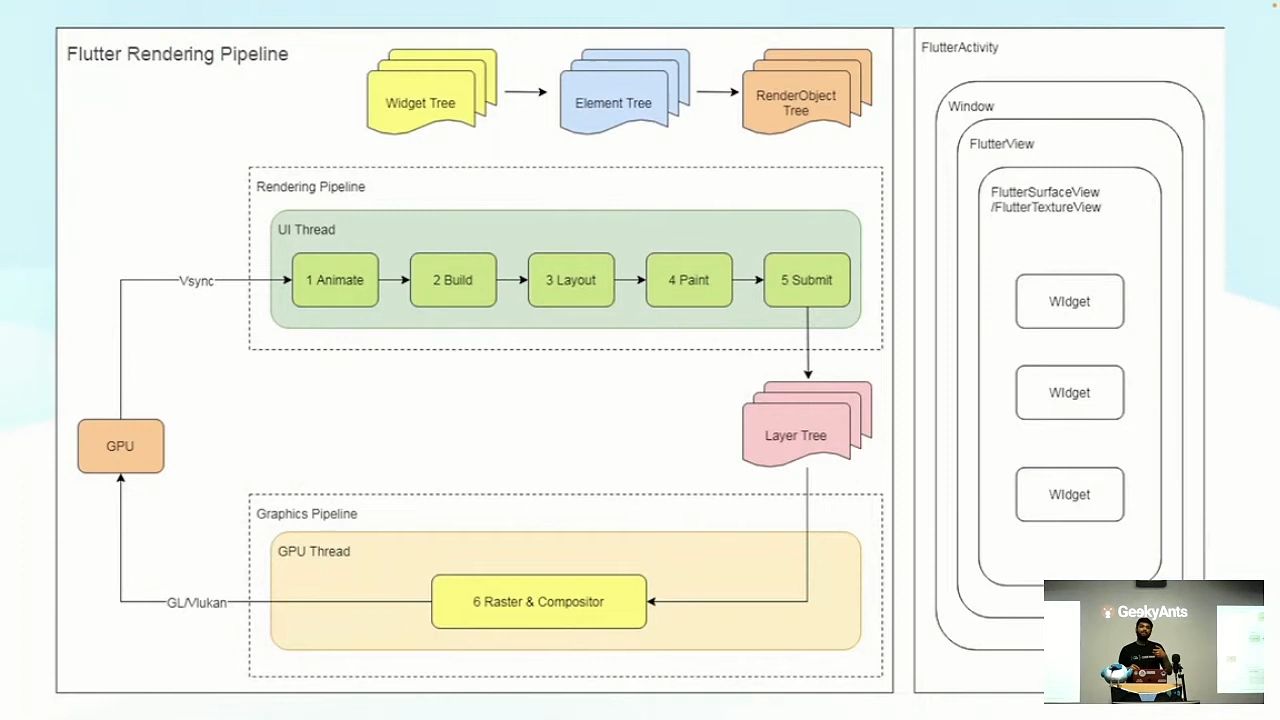 Flutter Rendering Pipeline
Widget Tree
Element Tree
RenderObject
Tree
Rendering Pipeline
UI Thread
1 Animate
2 Build
3 Layout
4 Paint
5 Submit
Vsync
Layer Tree
GPU
Graphics Pipeline
GPU Thread
6 Raster & Compositor
GL/Vlukan
FlutterActivity
Window
FlutterView
FlutterSurfaceView
/FlutterTextureView
WIdget
WIdget
WIdget
GeekyAnts